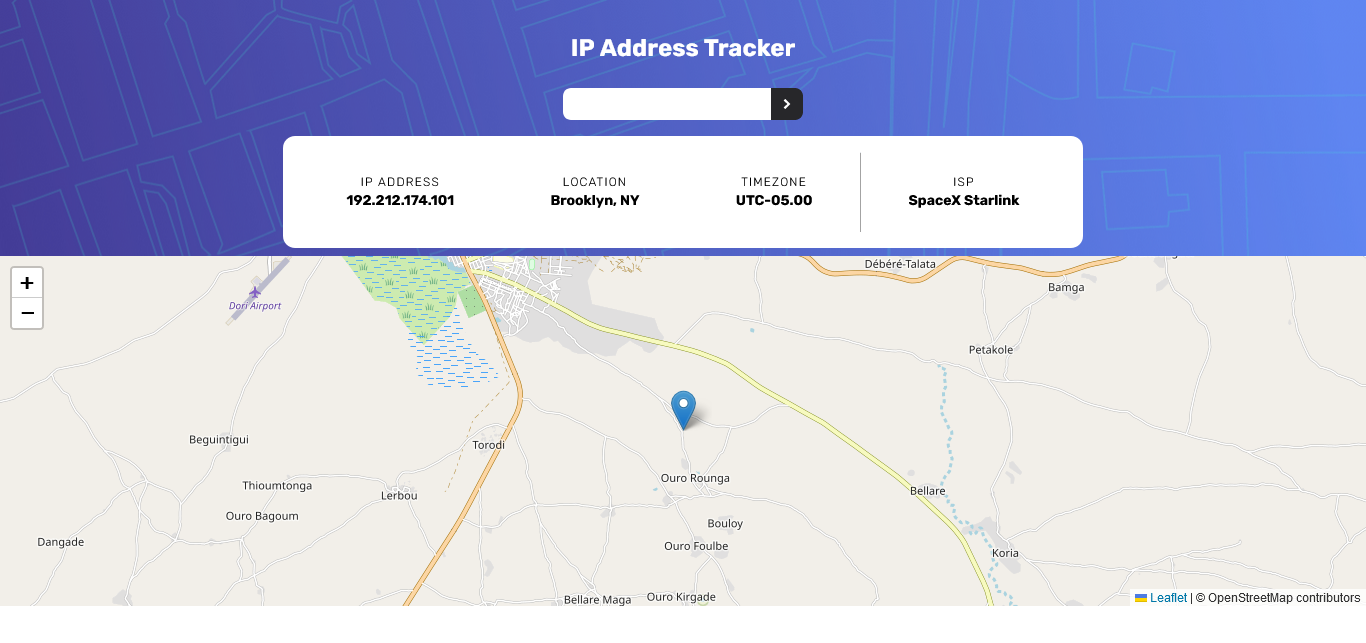 IP Address Tracker
IP ADDRESS
192.212.174.101
LOCATION
Brooklyn, NY
TIMEZONE
UTC-05.00
ISP
SpaceX Starlink
+
−
Dori Airport
Débéré-Talata
Bamga
Petakole
Beguintigui
Torodi
Thioumtonga
Lerbou
Ouro Rounga
Bellare
Ouro Bagoum
Bouloy
Dangade
Ouro Foulbe
Koria
Bellare Maga
Ouro Kirgade
Leaflet | © OpenStreetMap contributors